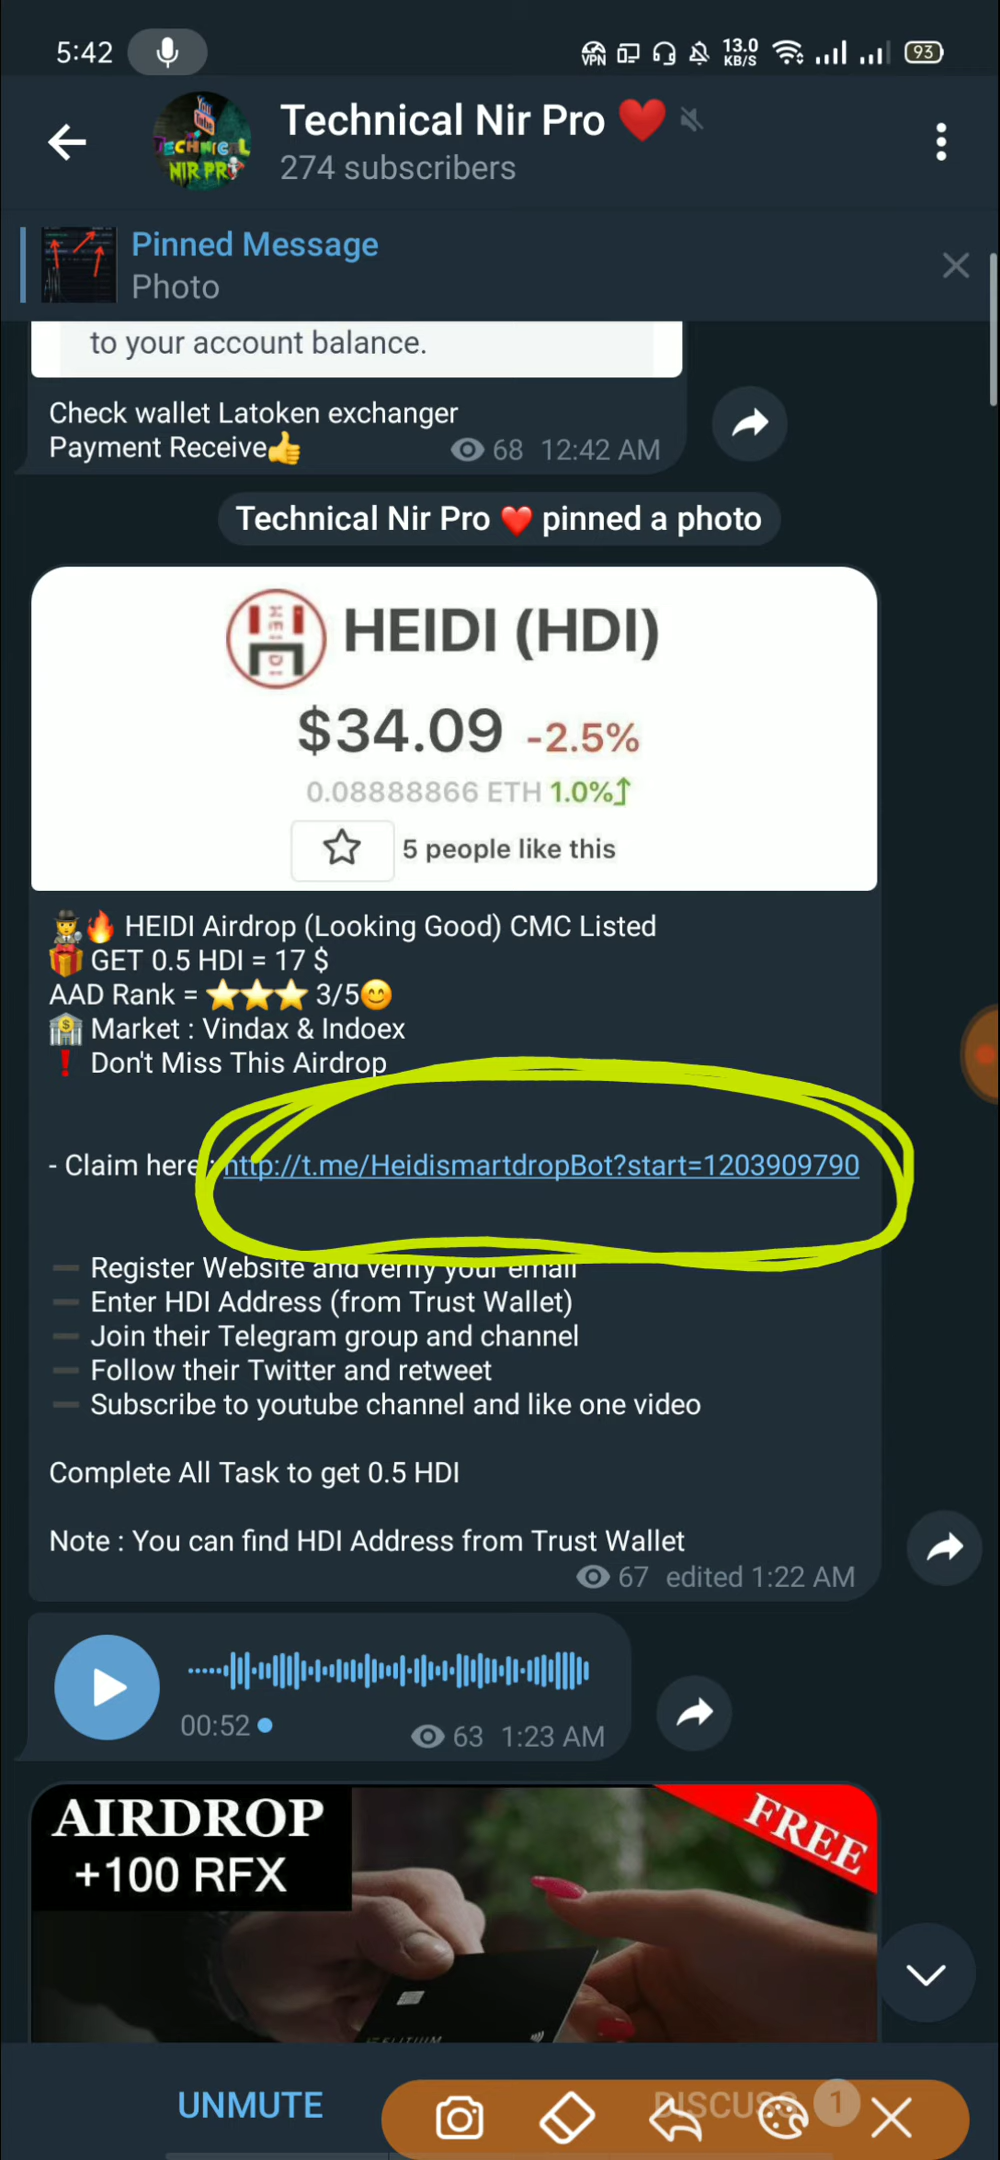 5:42
VPN
13.0
KB/S
93
You
Tube
TECHNICAL
NIR PRO
Technical Nir Pro ❤️
274 subscribers
Pinned Message
Photo
to your account balance.
Check wallet Latoken exchanger
Payment Receive👍
68 12:42 AM
Technical Nir Pro ❤️ pinned a photo
HEIDI
HEIDI (HDI)
$34.09 -2.5%
0.08888866 ETH 1.0%↑
5 people like this
🕵️🔥 HEIDI Airdrop (Looking Good) CMC Listed
🎁 GET 0.5 HDI = 17 $
AAD Rank = ⭐⭐⭐ 3/5😊
🏦 Market : Vindax & Indoex
❗ Don't Miss This Airdrop
- Claim here : http://t.me/HeidismartdropBot?start=1203909790
➖ Register Website and verify your email
➖ Enter HDI Address (from Trust Wallet)
➖ Join their Telegram group and channel
➖ Follow their Twitter and retweet
➖ Subscribe to youtube channel and like one video
Complete All Task to get 0.5 HDI
Note : You can find HDI Address from Trust Wallet
67 edited 1:22 AM
00:52
63 1:23 AM
AIRDROP
+100 RFX
FREE
UNMUTE
DISCUSS 1